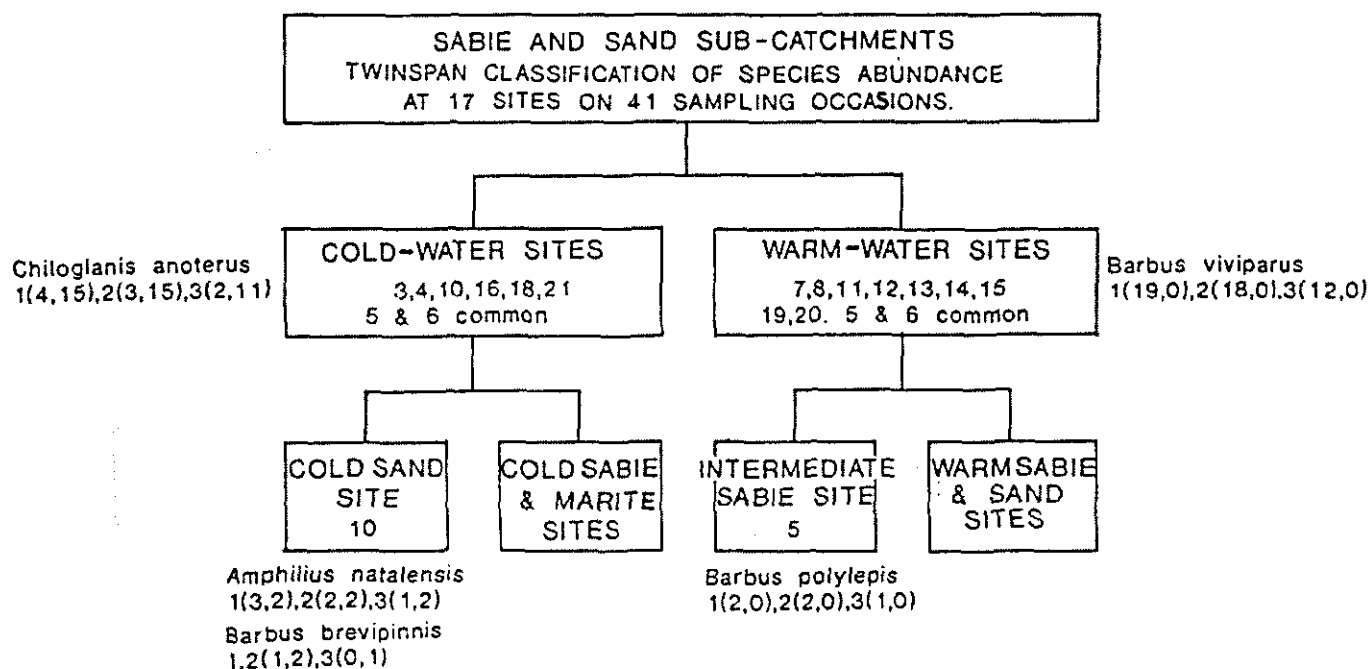 SABIE AND SAND SUB-CATCHMENTS
TWINSPAN CLASSIFICATION OF SPECIES ABUNDANCE
AT 17 SITES ON 41 SAMPLING OCCASIONS.
Chiloglanis anoterus
1(4,15),2(3,15),3(2,11)
COLD-WATER SITES
3,4,10,16,18,21
5 & 6 common
WARM-WATER SITES
7,8,11,12,13,14,15
19,20. 5 & 6 common
Barbus viviparus
1(19,0),2(18,0),3(12,0)
COLD SAND
SITE
10
COLD SABIE
& MARITE
SITES
INTERMEDIATE
SABIE SITE
5
WARM SABIE
& SAND
SITES
Amphilius natalensis
1(3,2),2(2,2),3(1,2)
Barbus brevipinnis
1,2(1,2),3(0,1)
Barbus polylepis
1(2,0),2(2,0),3(1,0)